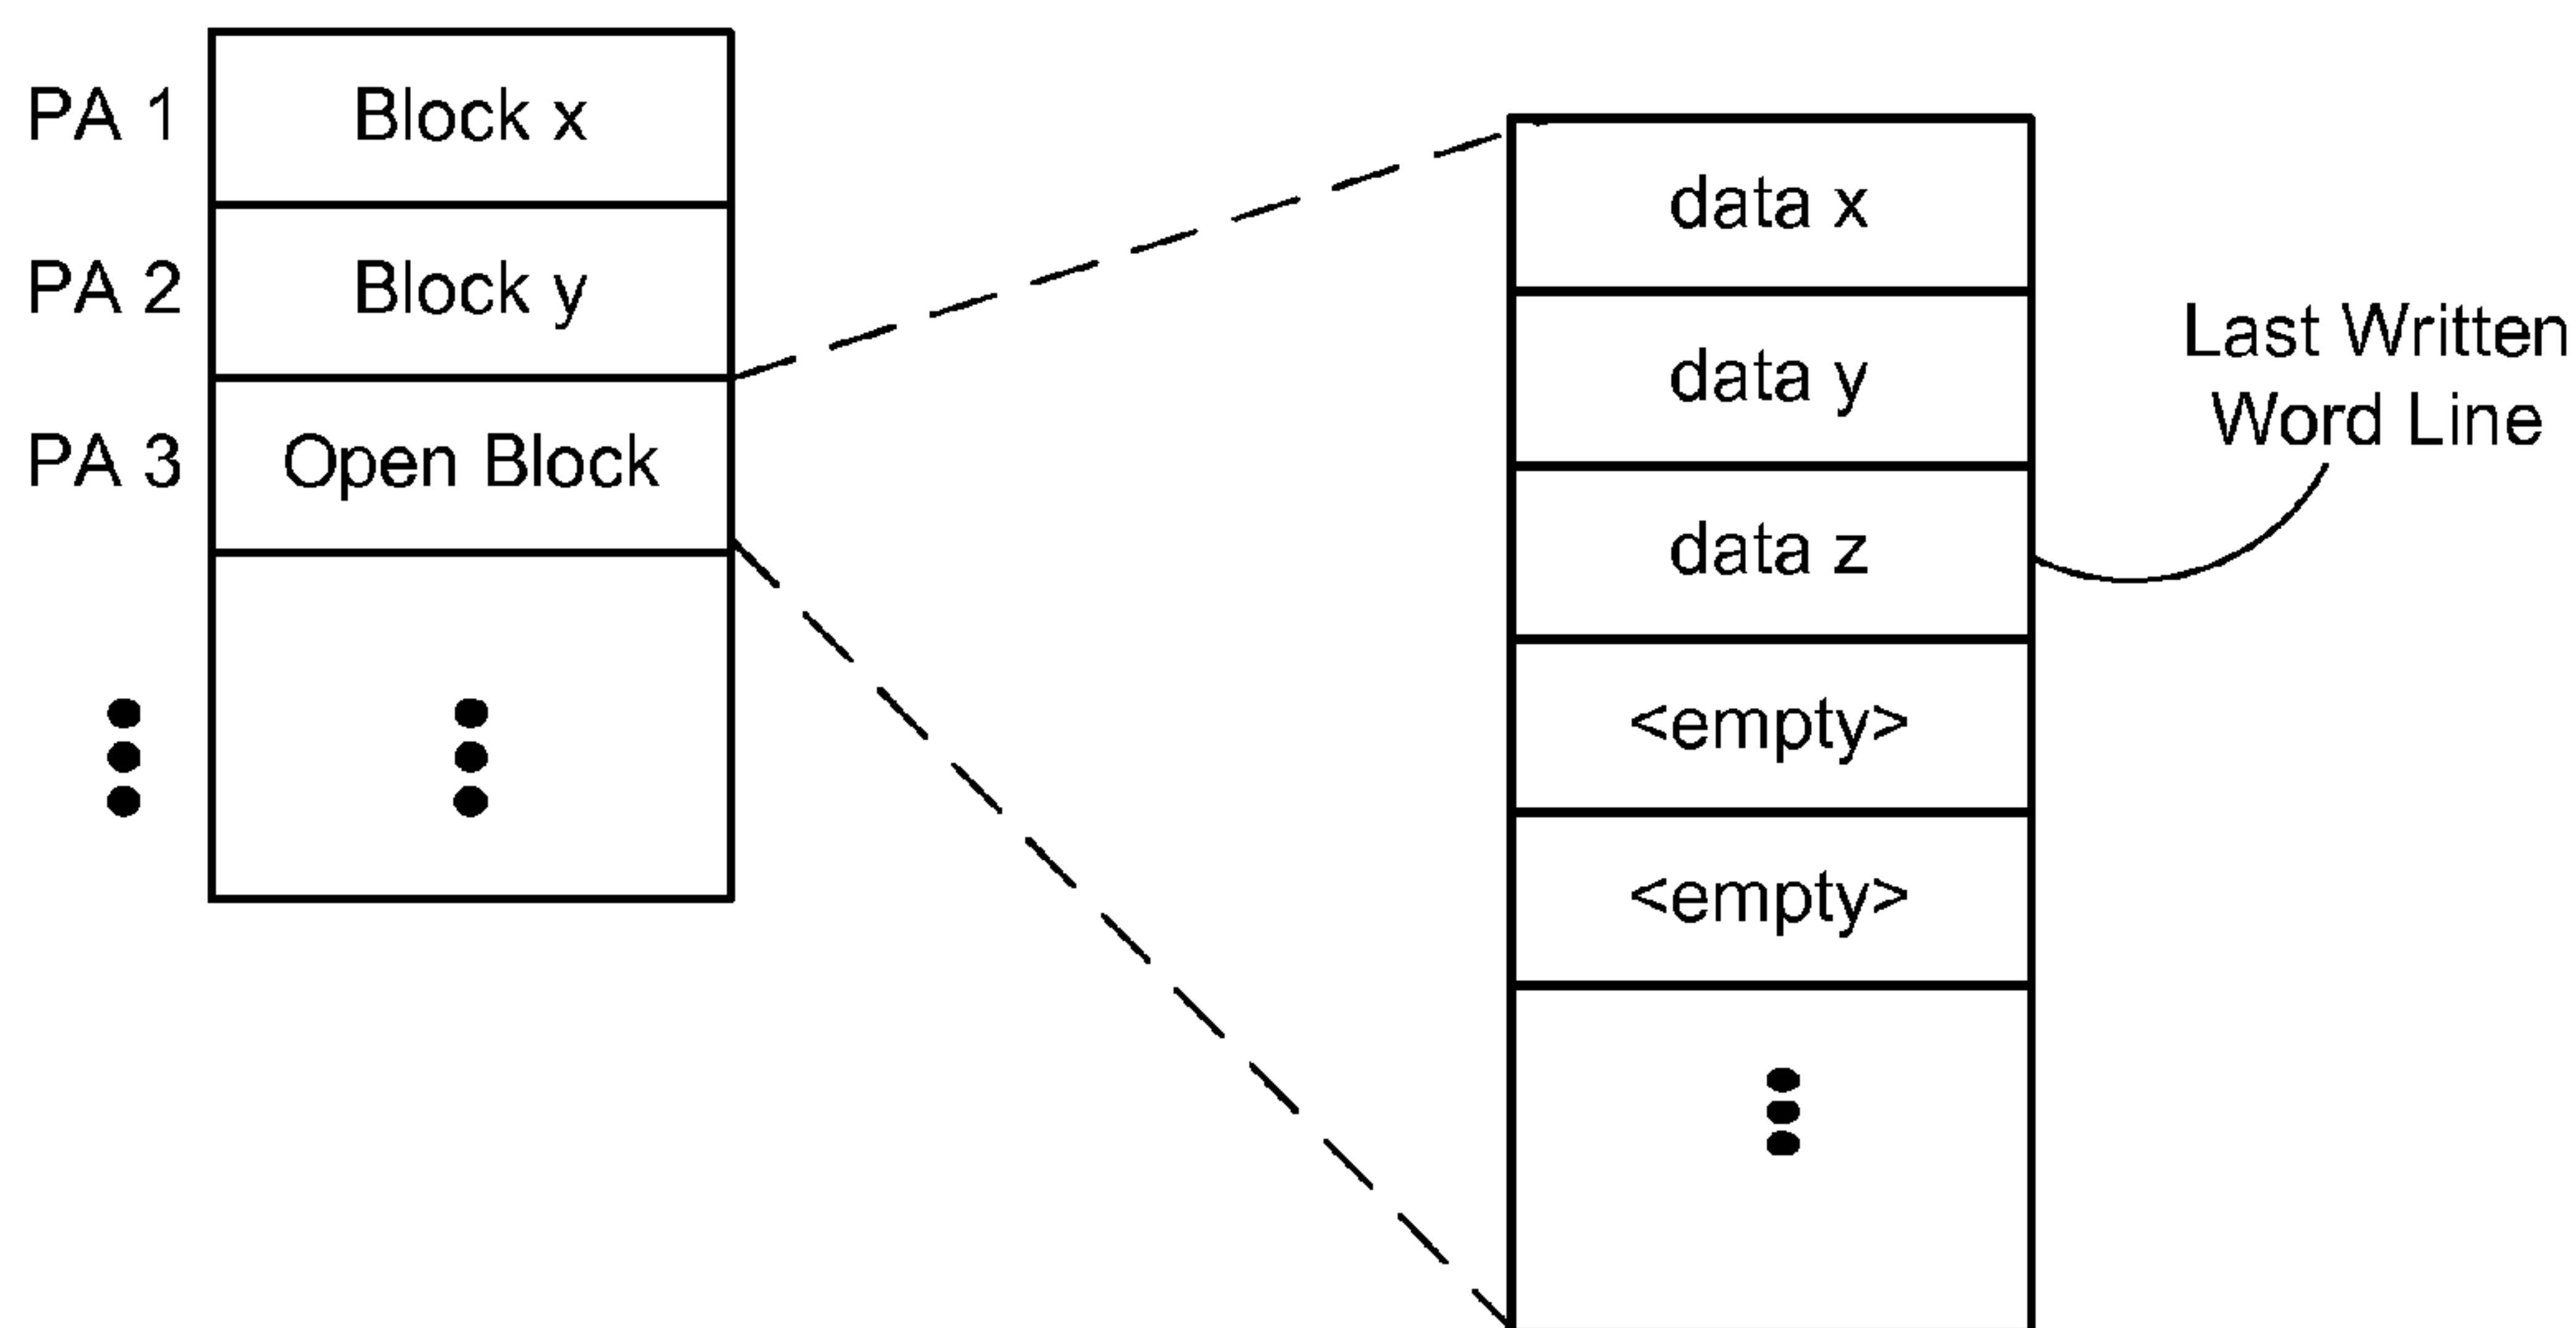 PA 1
Block x
PA 2
Block y
PA 3
Open Block
data x
data y
data z
<empty>
<empty>
Last Written
Word Line